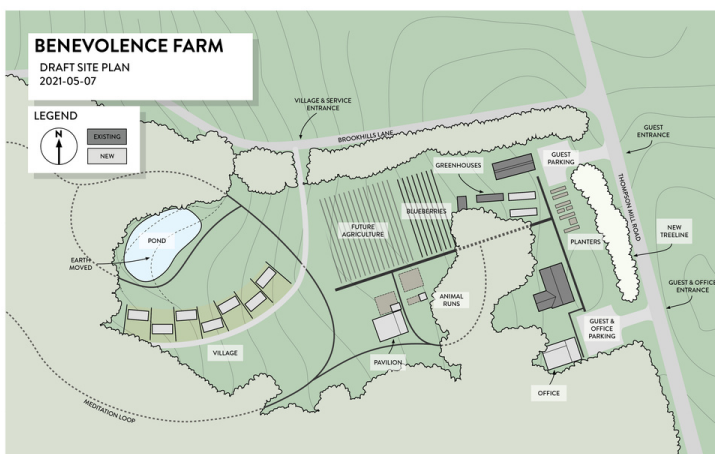 BENEVOLENCE FARM
DRAFT SITE PLAN
2021-05-07
LEGEND
N
EXISTING
NEW
VILLAGE & SERVICE
ENTRANCE
BROOKHILLS LANE
GUEST
ENTRANCE
GREENHOUSES
GUEST
PARKING
THOMPSON MILL ROAD
BLUEBERRIES
FUTURE
AGRICULTURE
PLANTERS
NEW
TREELINE
POND
EARTH
MOVED
GUEST & OFFICE
ENTRANCE
ANIMAL
RUNS
GUEST &
OFFICE
PARKING
VILLAGE
PAVILION
OFFICE
MEDITATION LOOP